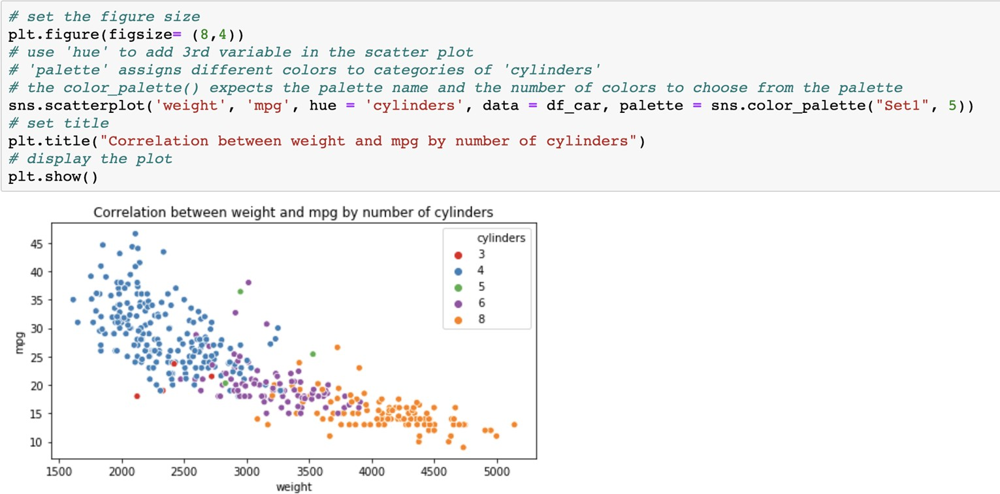 # set the figure size
plt.figure(figsize= (8,4))
# use 'hue' to add 3rd variable in the scatter plot
# 'palette' assigns different colors to categories of 'cylinders'
# the color_palette() expects the palette name and the number of colors to choose from the palette
sns.scatterplot('weight', 'mpg', hue = 'cylinders', data = df_car, palette = sns.color_palette("Set1", 5))
# set title
plt.title("Correlation between weight and mpg by number of cylinders")
# display the plot
plt.show()
Correlation between weight and mpg by number of cylinders
cylinders
3
4
5
6
8
45
40
35
30
25
20
15
10
mpg
1500 2000 2500 3000 3500 4000 4500 5000
weight